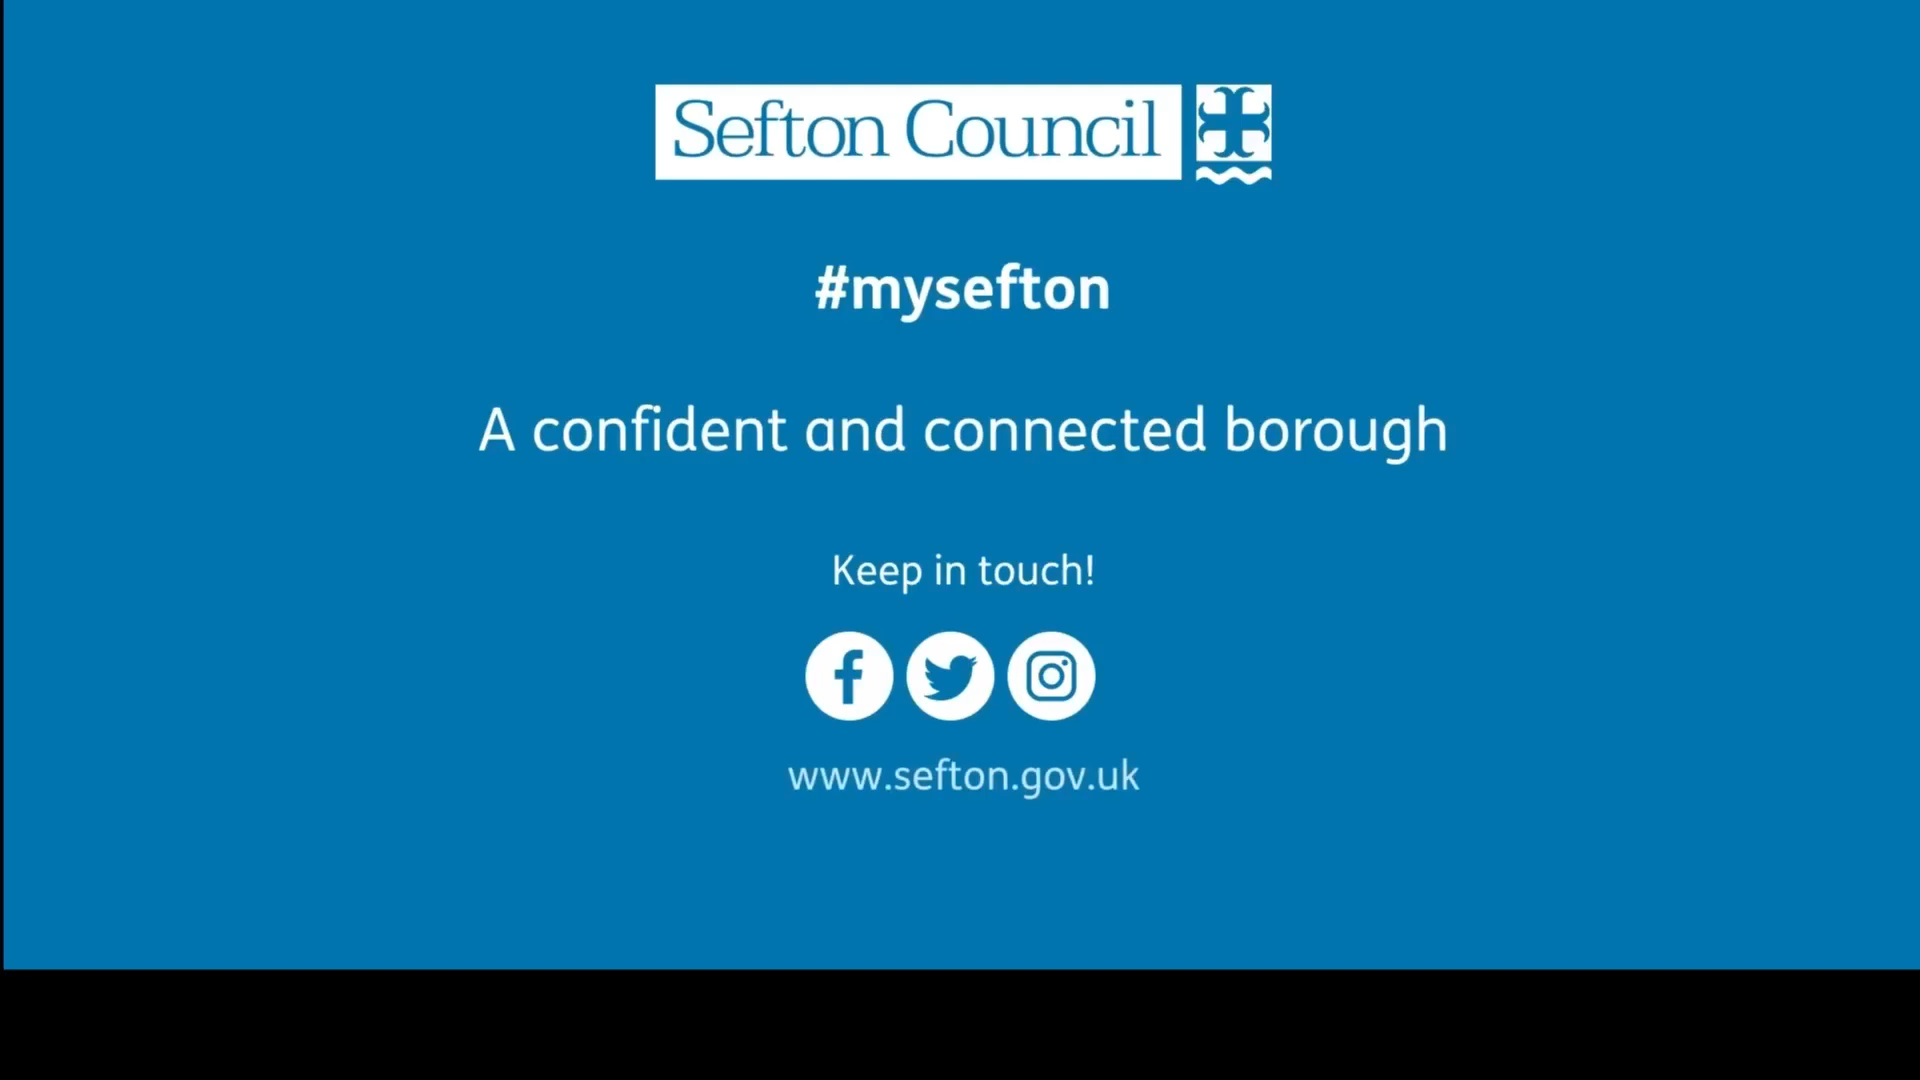 Sefton Council
#mysefton
A confident and connected borough
Keep in touch!
www.sefton.gov.uk